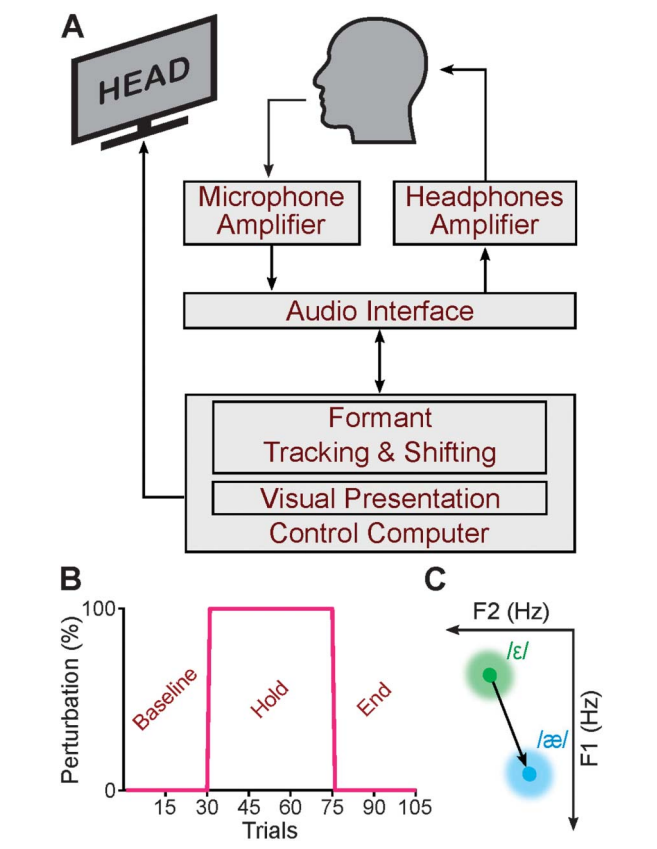 A
HEAD
Microphone
Amplifier
Headphones
Amplifier
Audio Interface
Formant
Tracking & Shifting
Visual Presentation
Control Computer
B
Perturbation (%)
100
0
Baseline
Hold
End
15 30 45 60 75 90 105
Trials
C
F2 (Hz)
/ɛ/
/æ/
F1 (Hz)